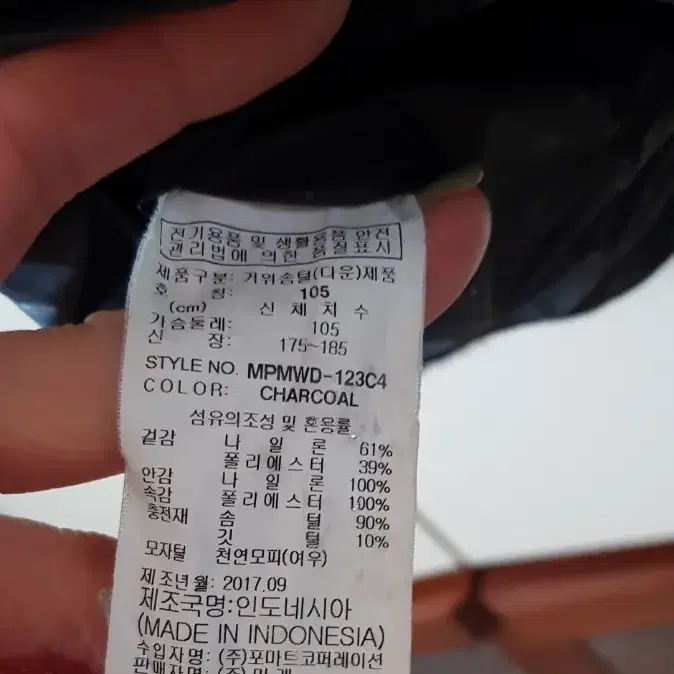 전기용품 및 생활용품 안전
관리법에 의한 품질표시
제품구분: 거위솜털(다운)제품
호 칭: 105
(cm) 신 체 치 수
가슴둘레: 105
신 장: 175~185
STYLE NO. MPMWD-123C4
COLOR: CHARCOAL
섬유의조성 및 혼용률
겉감 나 일 론 61%
폴리에스터 39%
안감 나 일 론 100%
속감 폴리에스터 100%
충전재 솜 털 90%
깃 털 10%
모자털 천연모피(여우)
제조년월: 2017.09
제조국명:인도네시아
(MADE IN INDONESIA)
수입자명: (주)포마트코퍼레이션
판매자명: (주)